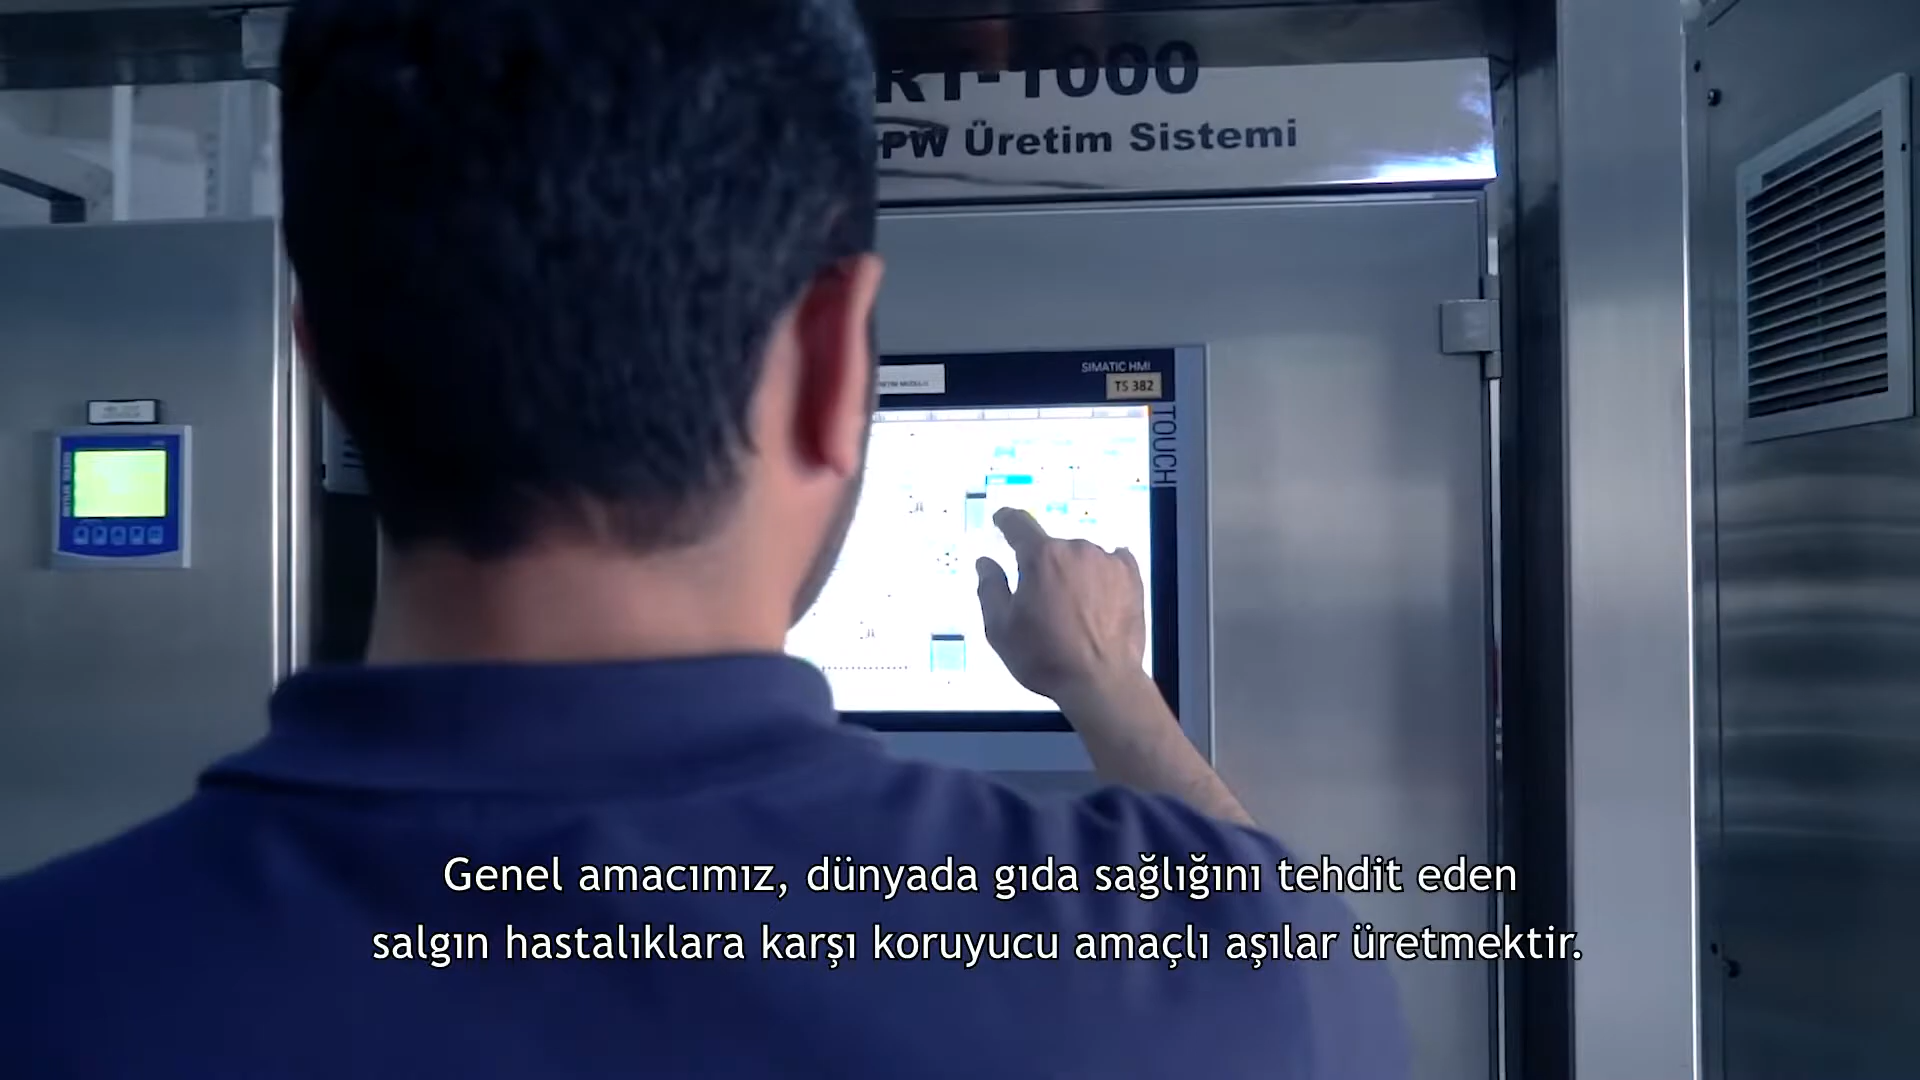 RT-1000
PW Üretim Sistemi
SIMATIC HMI
TS 382
TOUCH
Genel amacımız, dünyada gıda sağlığını tehdit eden
salgın hastalıklara karşı koruyucu amaçlı aşılar üretmektir.